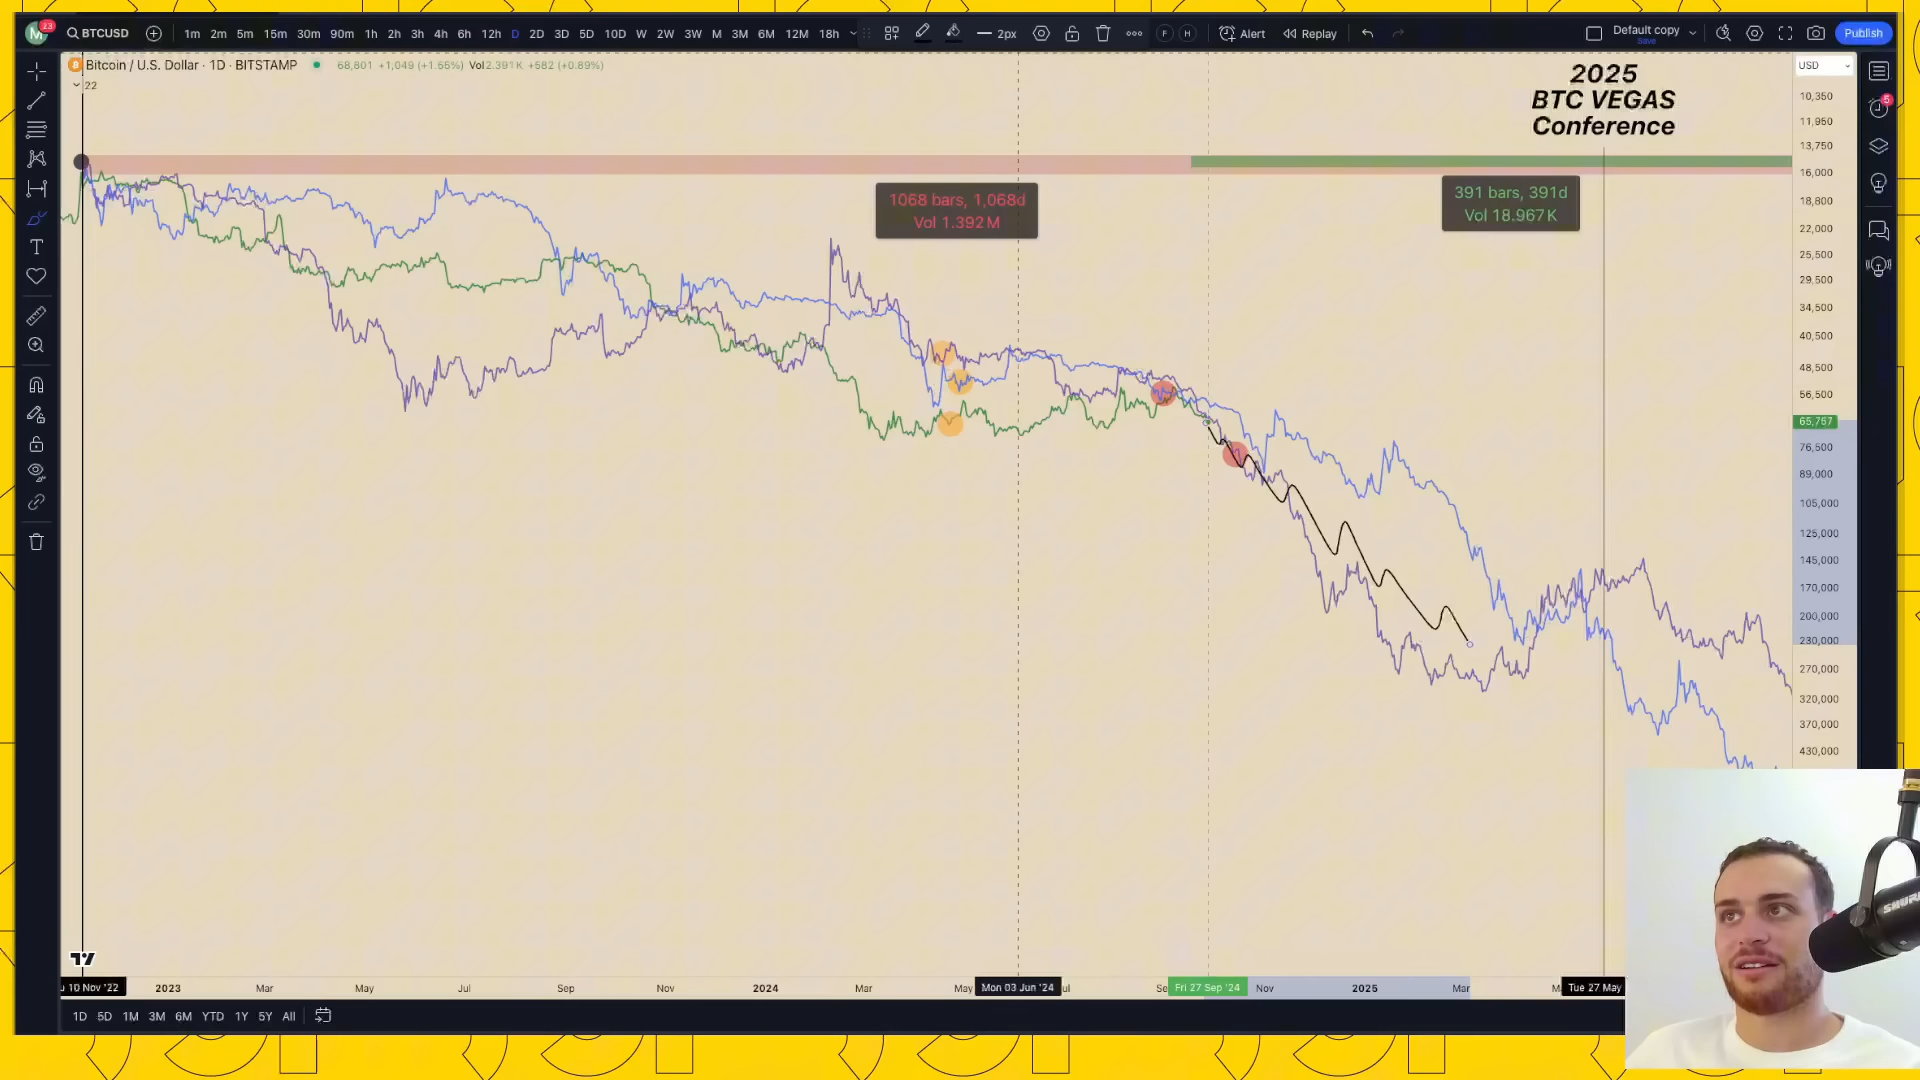 M 23 BTCUSD 1m 2m 5m 15m 30m 90m 1h 2h 3h 4h 6h 12h D 2D 3D 5D 10D W 2W 3W M 3M 6M 12M 18h 2px F H Alert Replay Default copy Publish
Save
Bitcoin / U.S. Dollar · 1D · BITSTAMP 68,801 +1,049 (+1.55%) Vol 2.391K +582 (+0.89%)
22
USD
5
2025
BTC VEGAS
Conference
1068 bars, 1,068d
Vol 1.392 M
391 bars, 391d
Vol 18.967 K
10,350
11,950
13,750
16,000
18,800
22,000
25,500
29,500
34,500
40,500
48,500
56,500
65,757
76,500
89,000
105,000
125,000
145,000
170,000
200,000
230,000
270,000
320,000
370,000
430,000
T
u 10 Nov '22 2023 Mar May Jul Sep Nov 2024 Mar May Mon 03 Jun '24 ul Se Fri 27 Sep '24 Nov 2025 Mar M Tue 27 May
1D 5D 1M 3M 6M YTD 1Y 5Y All
SHURE